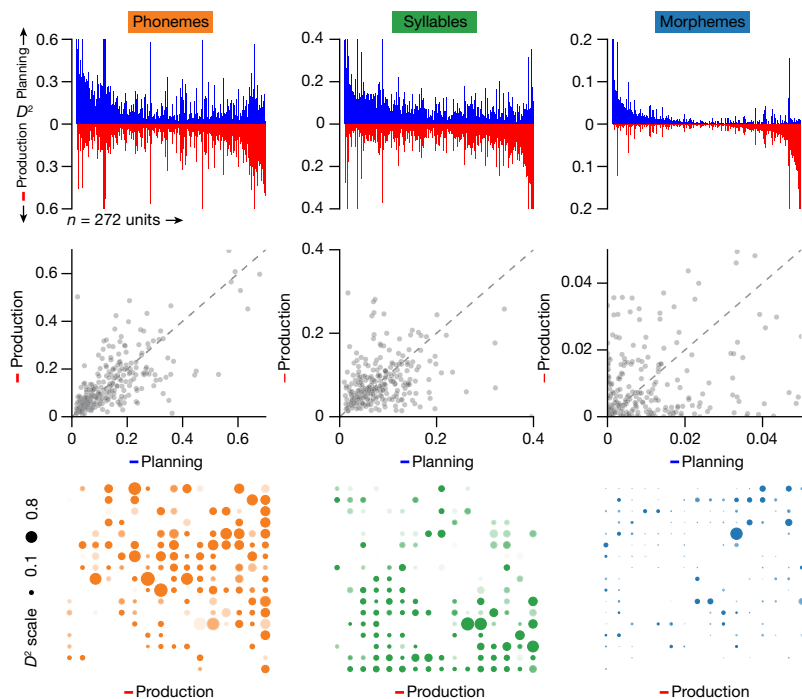 Phonemes Syllables Morphemes
Production D² Planning
0.6 0.3 0 0.3 0.6
0.4 0.2 0 0.2 0.4
0.2 0.1 0 0.1 0.2
n = 272 units
Production
0.6 0.4 0.2 0
0 0.2 0.4 0.6
Planning
Production
0.4 0.2 0
0 0.2 0.4
Planning
Production
0.04 0.02 0
0 0.02 0.04
Planning
D² scale 0.1 0.8
Production Production Production